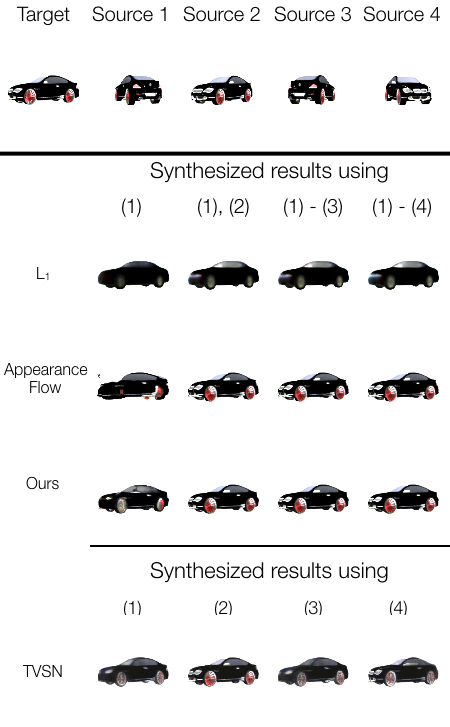 Target Source 1 Source 2 Source 3 Source 4
Synthesized results using
(1) (1), (2) (1) - (3) (1) - (4)
L₁
Appearance
Flow
Ours
Synthesized results using
(1) (2) (3) (4)
TVSN